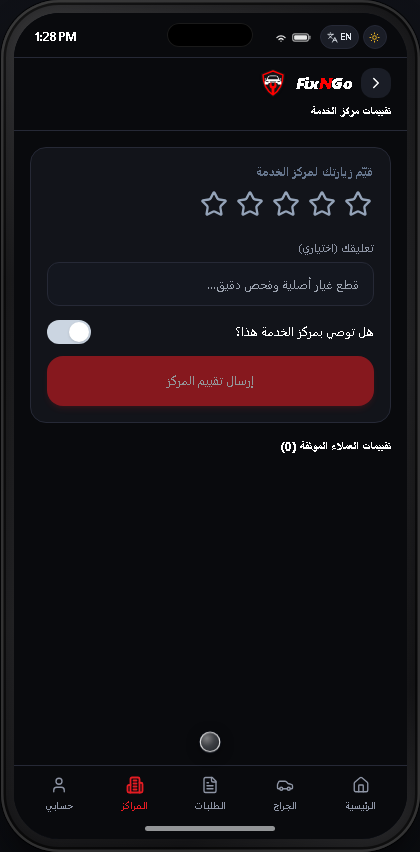 1:28 PM
EN
FixNGo
تقييمات مركز الخدمة
قيّم زيارتك لمركز الخدمة
تعليقك (اختياري)
قطع غيار أصلية وفحص دقيق...
هل توصي بمركز الخدمة هذا؟
إرسال تقييم المركز
تقييمات العملاء الموثقة (0)
الرئيسية
الجراج
الطلبات
المراكز
حسابي